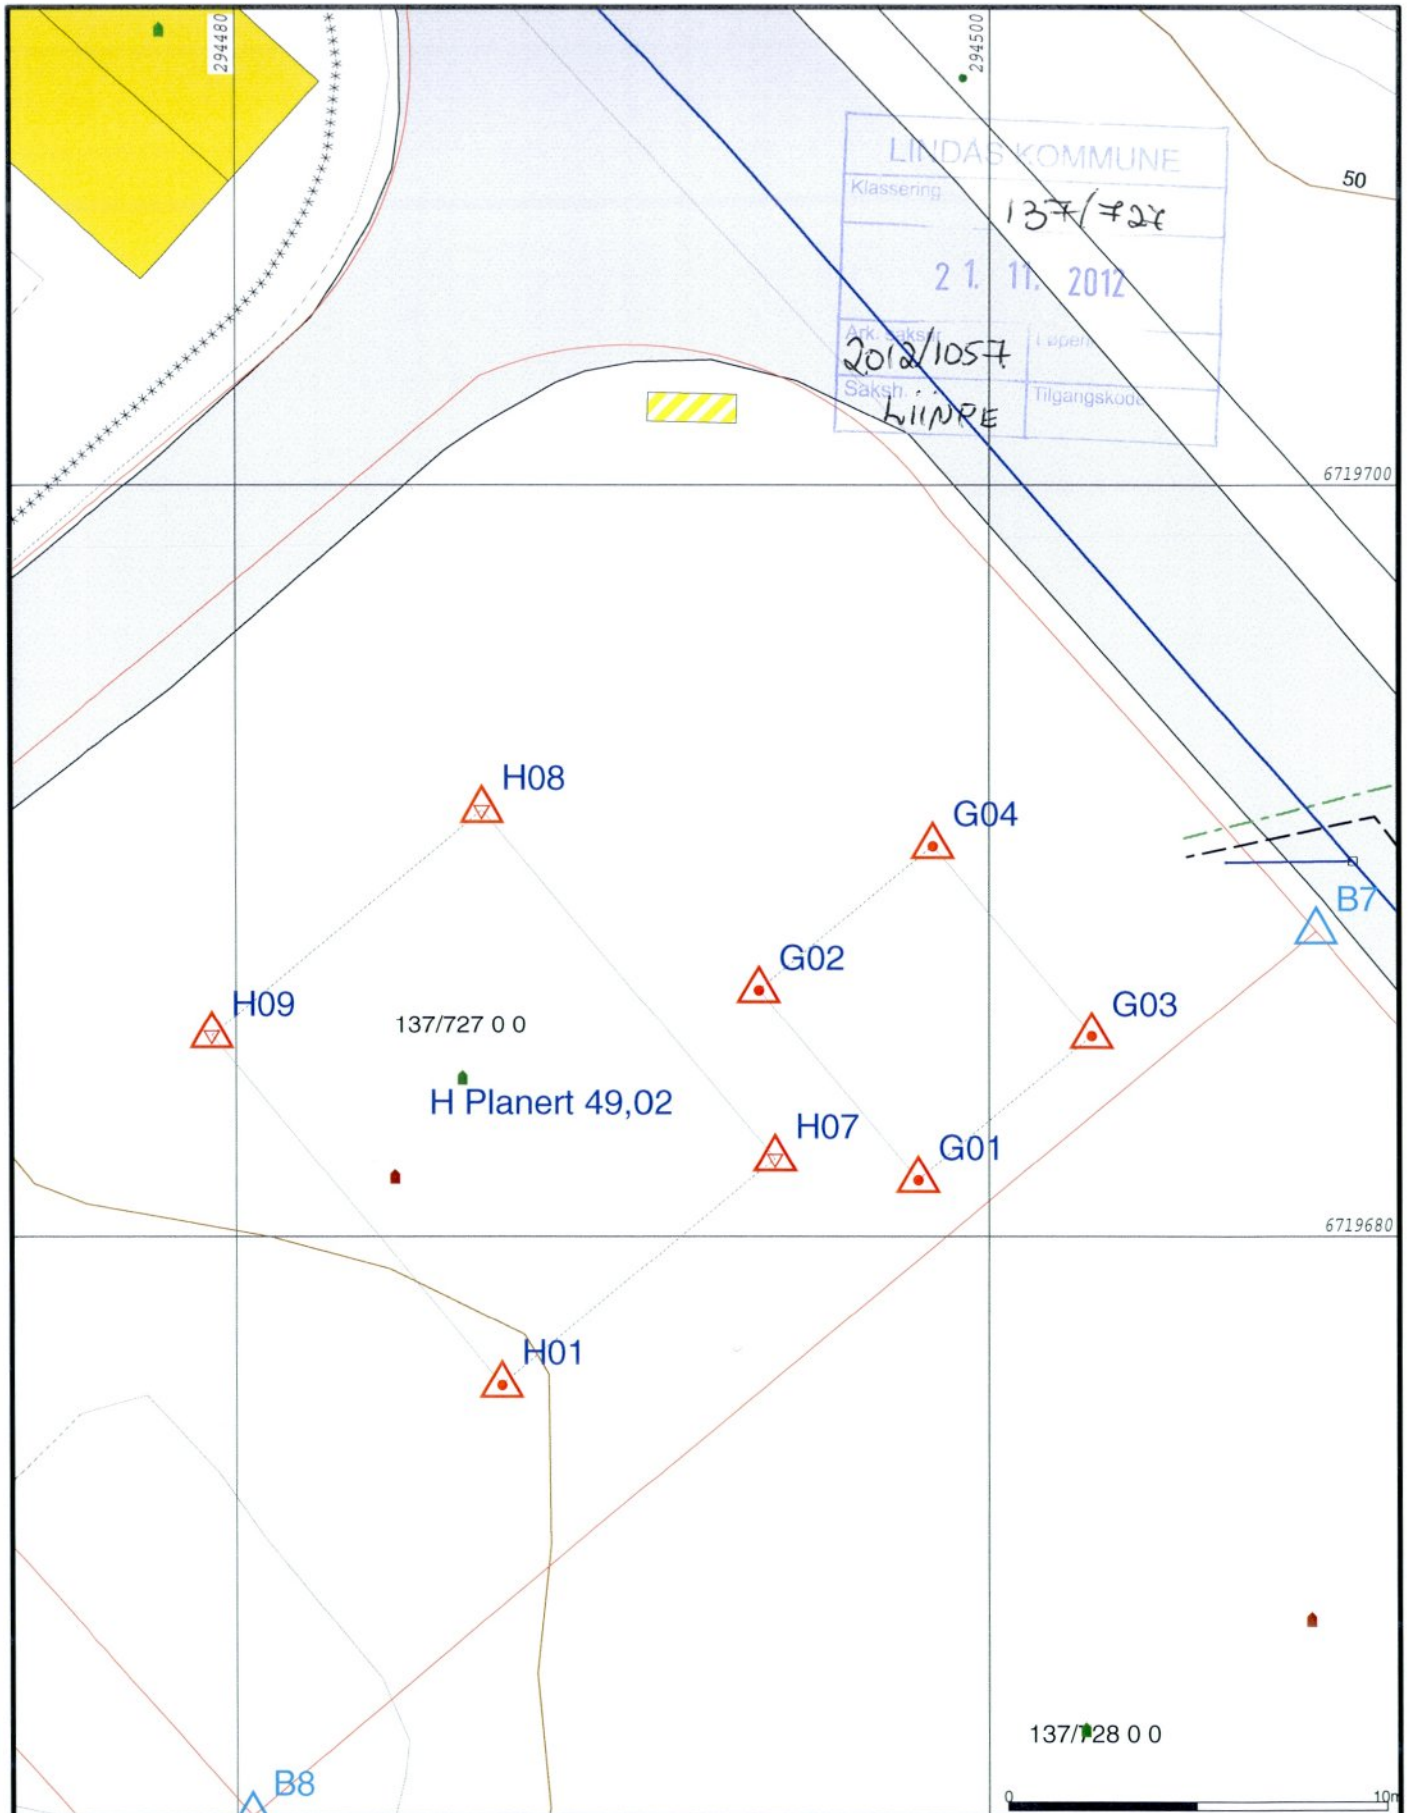 294480
294500
LINDÅS KOMMUNE
Klassering
137/727
50
21. 11. 2012
Ark. saksnr
Løpenr
2012/1057
Saksh.
Tilgangskode
6719700
H08
G04
B7
G02
H09
G03
137/727 0 0
H Planert 49,02
H07
G01
6719680
H01
137/728 0 0
B8
0
10m